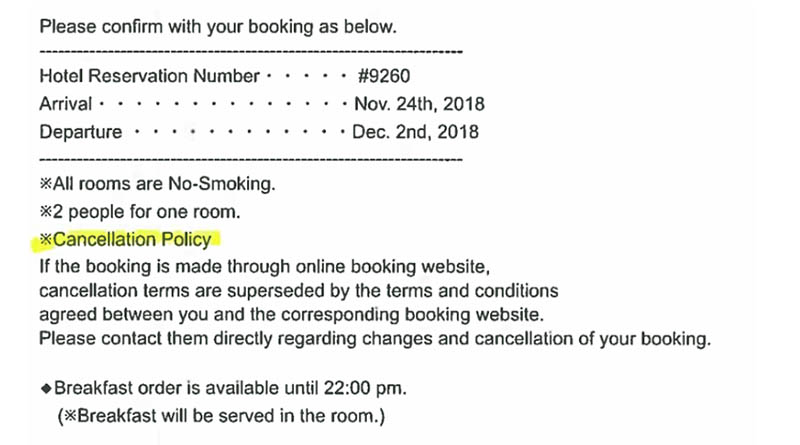 Please confirm with your booking as below.
--------------------------------------------------------------------
Hotel Reservation Number・・・・・ #9260
Arrival・・・・・・・・・・・・・・Nov. 24th, 2018
Departure ・・・・・・・・・・・・Dec. 2nd, 2018
--------------------------------------------------------------------
※All rooms are No-Smoking.
※2 people for one room.
※Cancellation Policy
If the booking is made through online booking website,
cancellation terms are superseded by the terms and conditions
agreed between you and the corresponding booking website.
Please contact them directly regarding changes and cancellation of your booking.
◆Breakfast order is available until 22:00 pm.
(※Breakfast will be served in the room.)